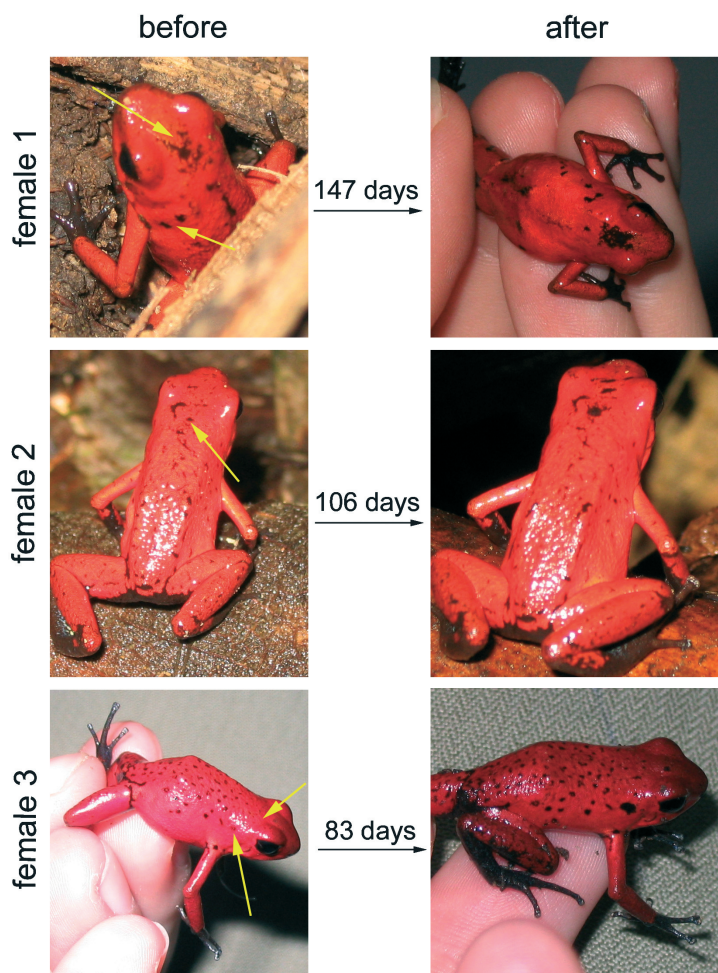 before after
female 1
147 days
female 2
106 days
female 3
83 days